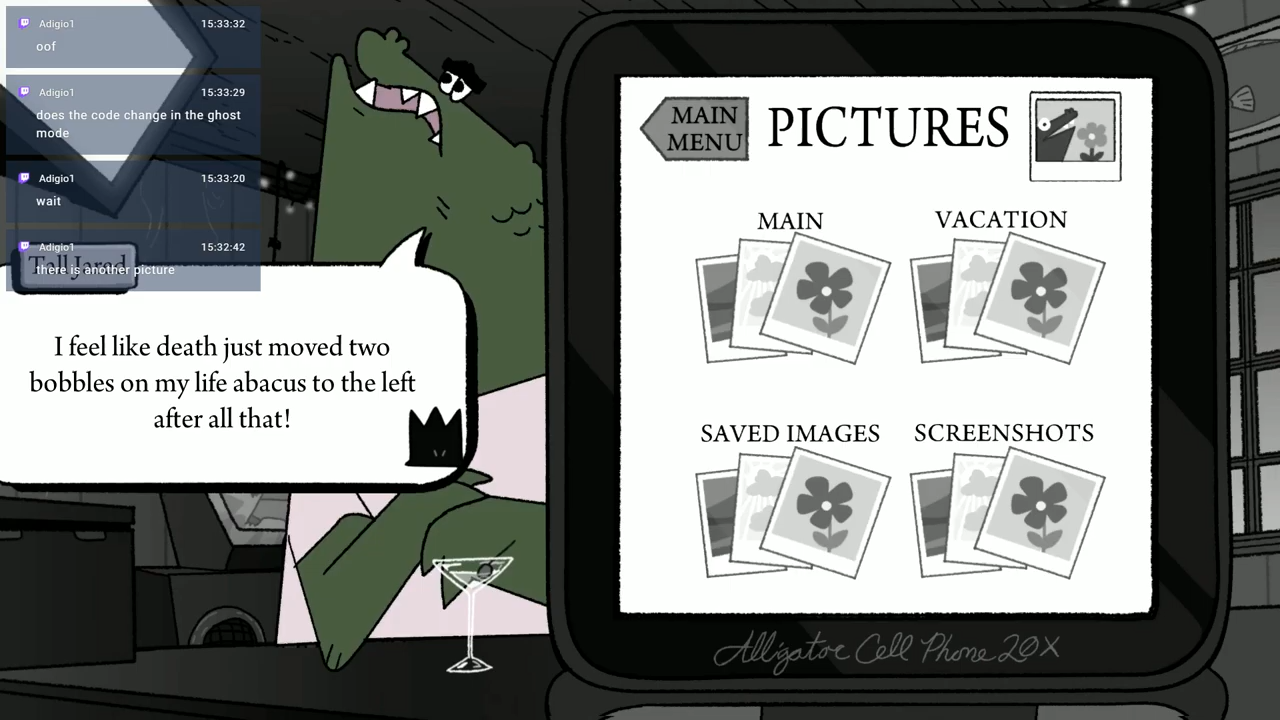 Adigio1 15:33:32
oof
Adigio1 15:33:29
does the code change in the ghost
mode
Adigio1 15:33:20
wait
Adigio1 15:32:42
there is another picture
Tall Jared
I feel like death just moved two
bobbles on my life abacus to the left
after all that!
MAIN
MENU
PICTURES
MAIN
VACATION
SAVED IMAGES
SCREENSHOTS
Alligator Cell Phone 20X